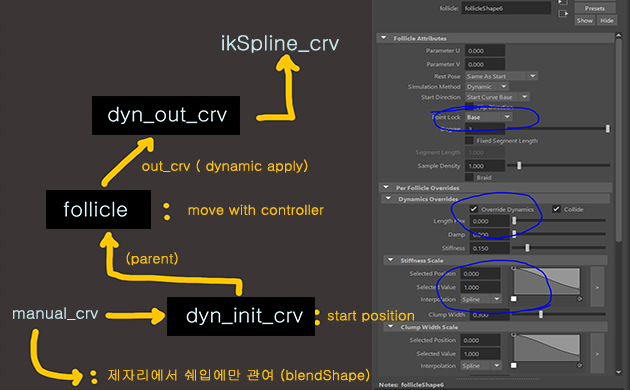 ikSpline_crv
dyn_out_crv
out_crv ( dynamic apply)
follicle : move with controller
(parent)
manual_crv
dyn_init_crv : start position
: 제자리에서 쉐입에만 관여 (blendShape)
follicle: follicleShape6
Presets
Show Hide
Follicle Attributes
Parameter U 0.000
Parameter V 0.000
Rest Pose Same As Start
Simulation Method Dynamic
Start Direction Start Curve Base
Direction
Point Lock Base
Degree 3
Fixed Segment Length
Segment Length 1.000
Sample Density 1.000
Braid
Per Follicle Overrides
Dynamics Overrides
Override Dynamics Collide
Length Flex 0.000
Damp 0.000
Stiffness 0.150
Stiffness Scale
Selected Position 0.000
Selected Value 1.000
Interpolation Spline
>
Clump Width 0.300
Clump Width Scale
Selected Position 0.000
Selected Value 1.000
Interpolation Spline
>
Notes: follicleShape6